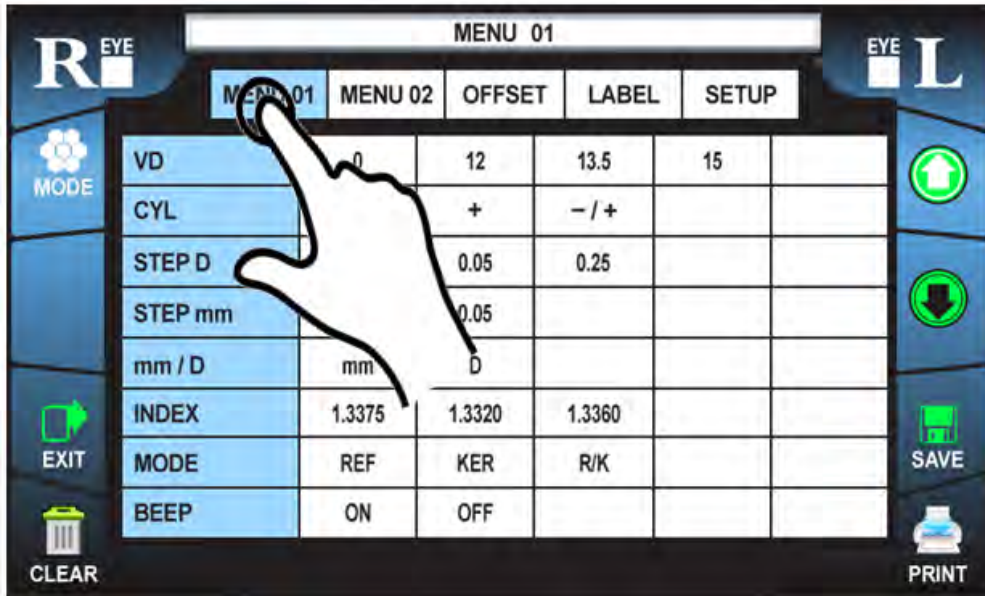 MENU 01
R EYE
EYE L
MENU 01 MENU 02 OFFSET LABEL SETUP
MODE
VD 0 12 13.5 15
CYL + − / +
STEP D 0.05 0.25
STEP mm 0.05
mm / D mm D
INDEX 1.3375 1.3320 1.3360
EXIT
SAVE
MODE REF KER R/K
BEEP ON OFF
CLEAR
PRINT